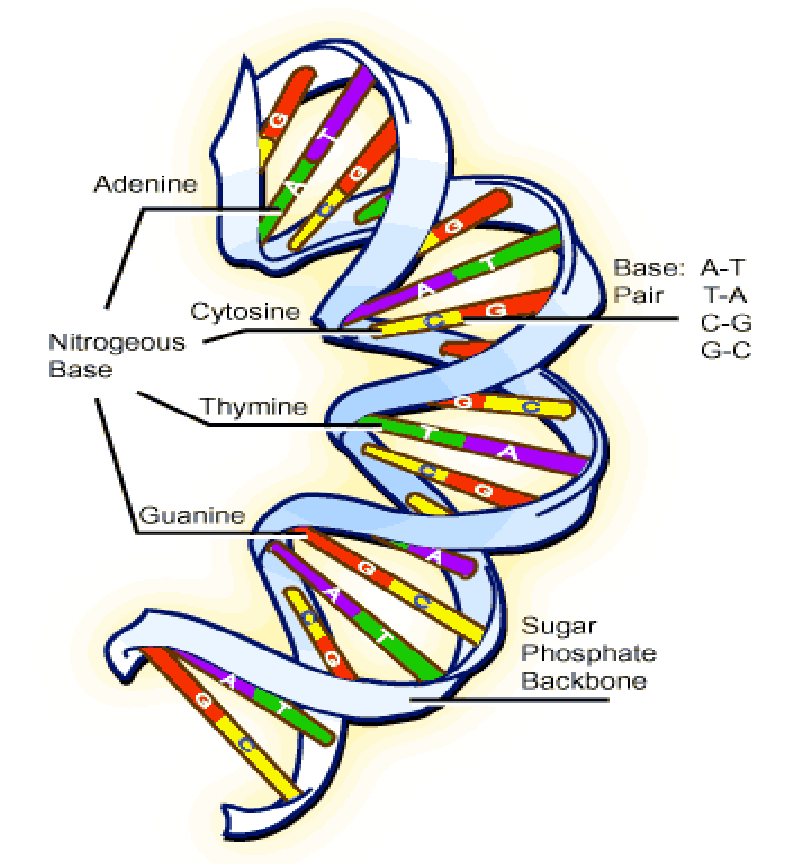 G
T
A
G
C
Adenine
G
T
A
Base: A-T
Pair T-A
C-G
G-C
Cytosine
C G
Nitrogeous
Base
Thymine
G C
T A
C G
Guanine
A
G
C
A
T
C
G
Sugar
Phosphate
Backbone
A
T
G
C